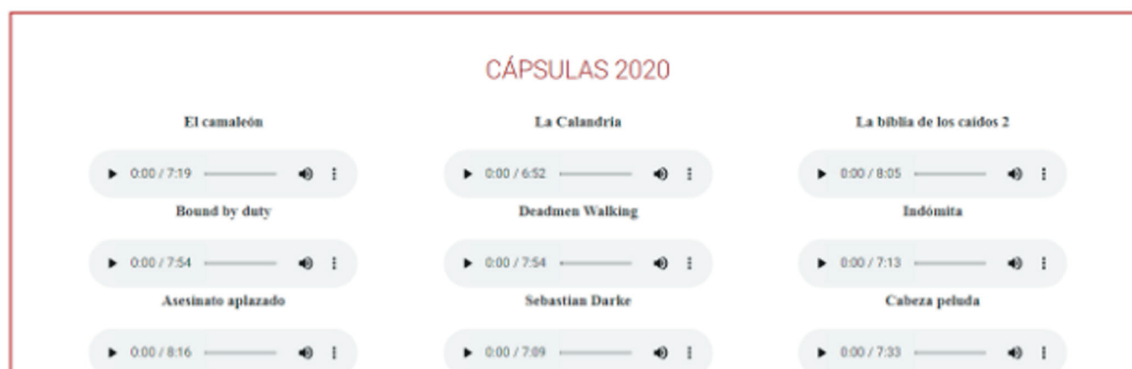 CÁPSULAS 2020
El camaleón La Calandria La biblia de los caídos 2
0:00 / 7:19 0:00 / 6:52 0:00 / 8:05
Bound by duty Deadmen Walking Indómita
0:00 / 7:54 0:00 / 7:54 0:00 / 7:13
Asesinato aplazado Sebastian Darke Cabeza peluda
0:00 / 8:16 0:00 / 7:09 0:00 / 7:33